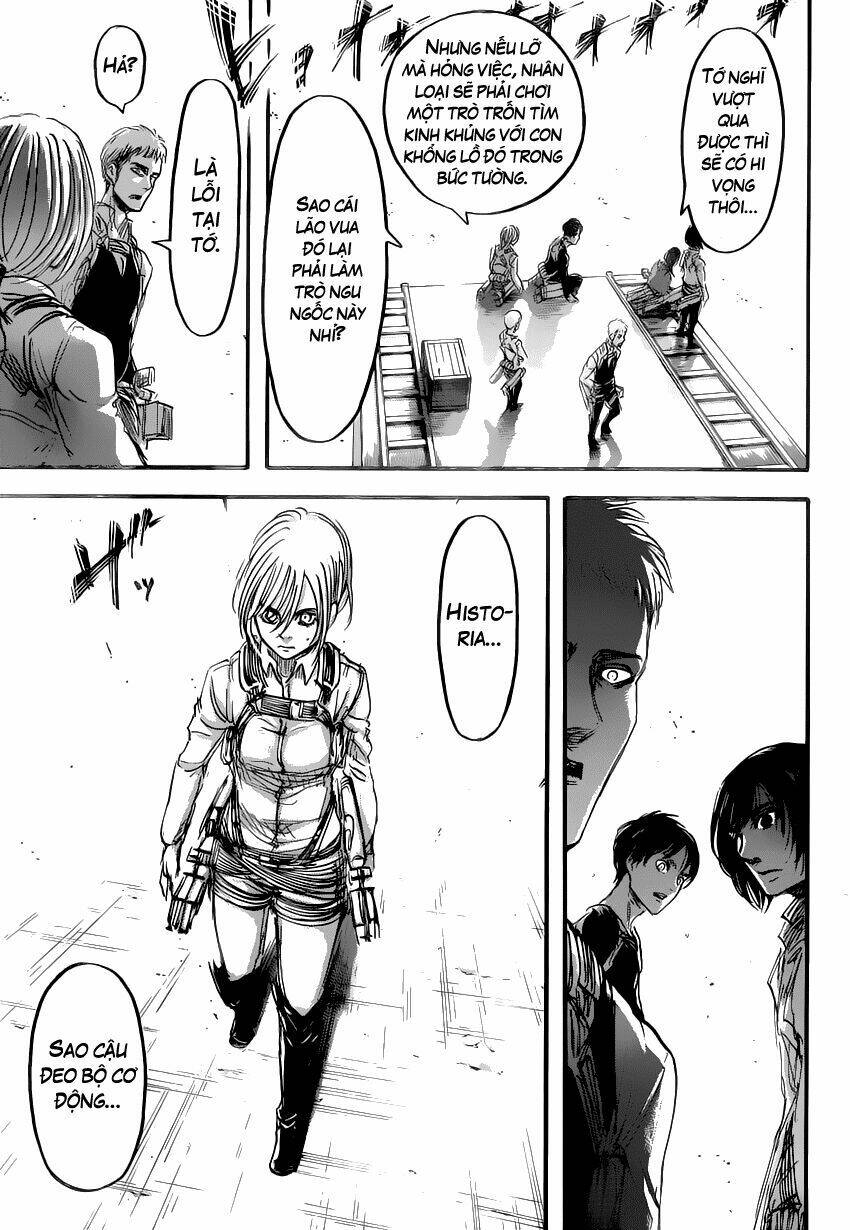 TỚ NGHĨ
VƯỢT
QUA
ĐƯỢC THÌ
SẼ CÓ HI
VỌNG
THÔI...
NHƯNG NẾU LỠ
MÀ HỎNG VIỆC, NHÂN
LOẠI SẼ PHẢI CHƠI
MỘT TRÒ TRỐN TÌM
KINH KHỦNG VỚI CON
KHỔNG LỒ ĐÓ TRONG
BỨC TƯỜNG.
SAO CÁI
LÃO VUA
ĐÓ LẠI
PHẢI LÀM
TRÒ NGU
NGỐC NÀY
NHỈ?
LÀ
LỖI
TẠI
TỚ.
HẢ?
HISTO-
RIA...
SAO CẬU
ĐEO BỘ CƠ
ĐỘNG...